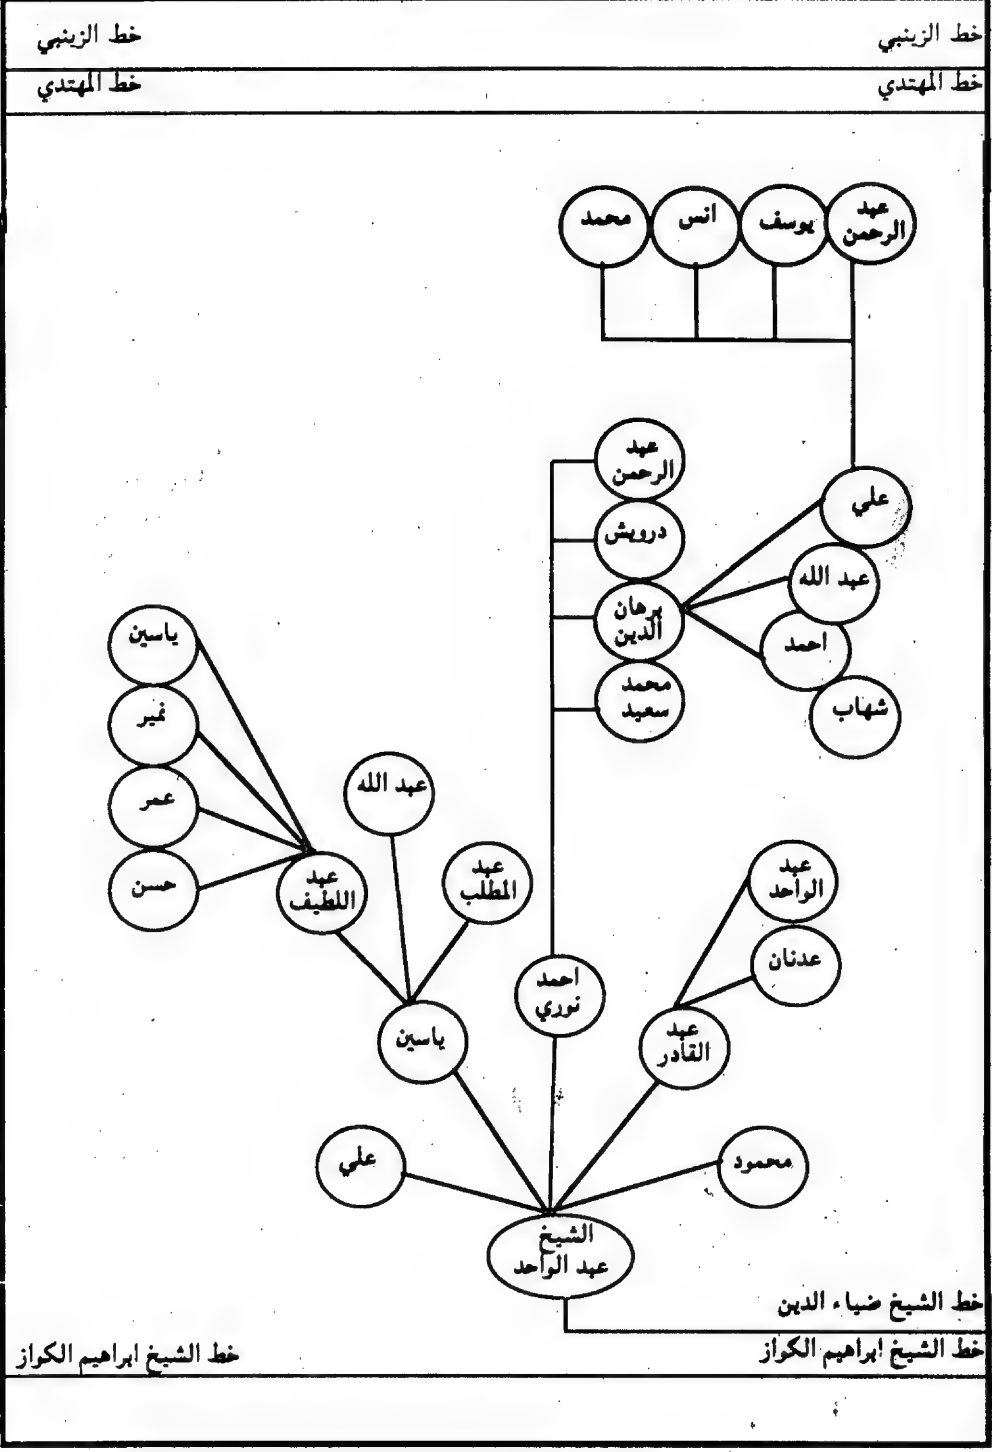 خط الزينبي
خط الزينبي
خط المهتدي
خط المهتدي
عبد
الرحمن
يوسف
انس
محمد
عبد
الرحمن
علي
درويش
عبد الله
برهان
الدين
احمد
محمد
سعيد
شهاب
ياسين
نمير
عمر
حسن
عبد الله
عبد
المطلب
عبد
اللطيف
عبد
الواحد
عدنان
احمد
نوري
عبد
القادر
ياسين
محمود
علي
الشيخ
عبد الواحد
خط الشيخ ضياء الدين
خط الشيخ ابراهيم الكواز
خط الشيخ ابراهيم الكواز